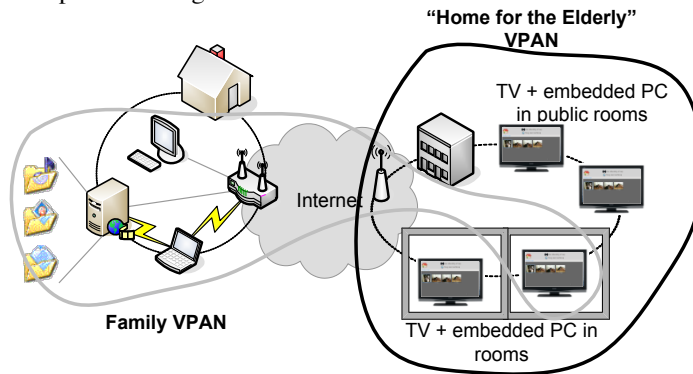 “Home for the Elderly”
VPAN
TV + embedded PC
in public rooms
Internet
Family VPAN
TV + embedded PC in
rooms